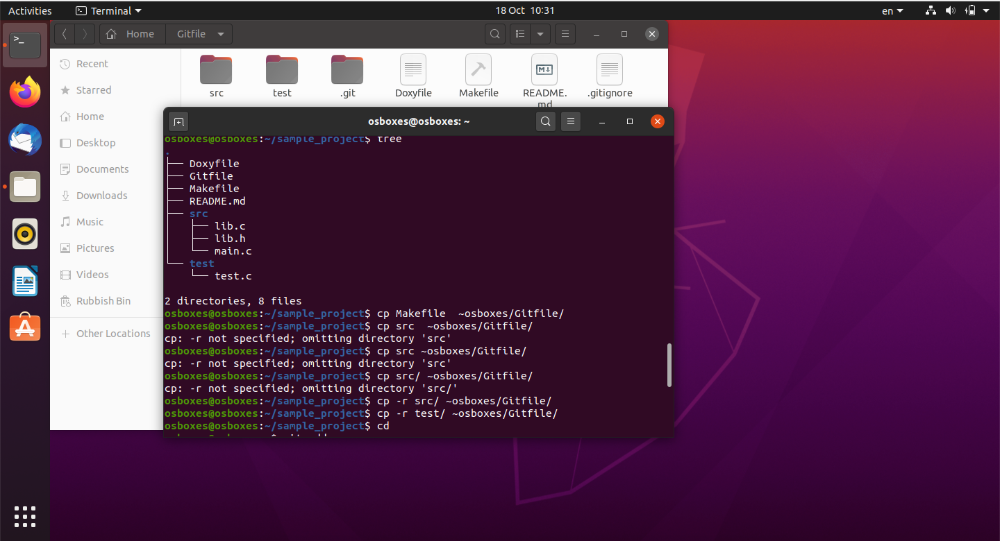 Activities Terminal 18 Oct 10:31 en
Home Gitfile
Recent
Starred
Home
Desktop
Documents
Downloads
Music
Pictures
Videos
Rubbish Bin
Other Locations
src test .git Doxyfile Makefile README.md .gitignore
osboxes@osboxes: ~
osboxes@osboxes:~/sample_project$ tree
.
├── Doxyfile
├── Gitfile
├── Makefile
├── README.md
├── src
│   ├── lib.c
│   ├── lib.h
│   └── main.c
└── test
    └── test.c
2 directories, 8 files
osboxes@osboxes:~/sample_project$ cp Makefile  ~osboxes/Gitfile/
osboxes@osboxes:~/sample_project$ cp src  ~osboxes/Gitfile/
cp: -r not specified; omitting directory 'src'
osboxes@osboxes:~/sample_project$ cp src ~osboxes/Gitfile/
cp: -r not specified; omitting directory 'src'
osboxes@osboxes:~/sample_project$ cp src/ ~osboxes/Gitfile/
cp: -r not specified; omitting directory 'src/'
osboxes@osboxes:~/sample_project$ cp -r src/ ~osboxes/Gitfile/
osboxes@osboxes:~/sample_project$ cp -r test/ ~osboxes/Gitfile/
osboxes@osboxes:~/sample_project$ cd